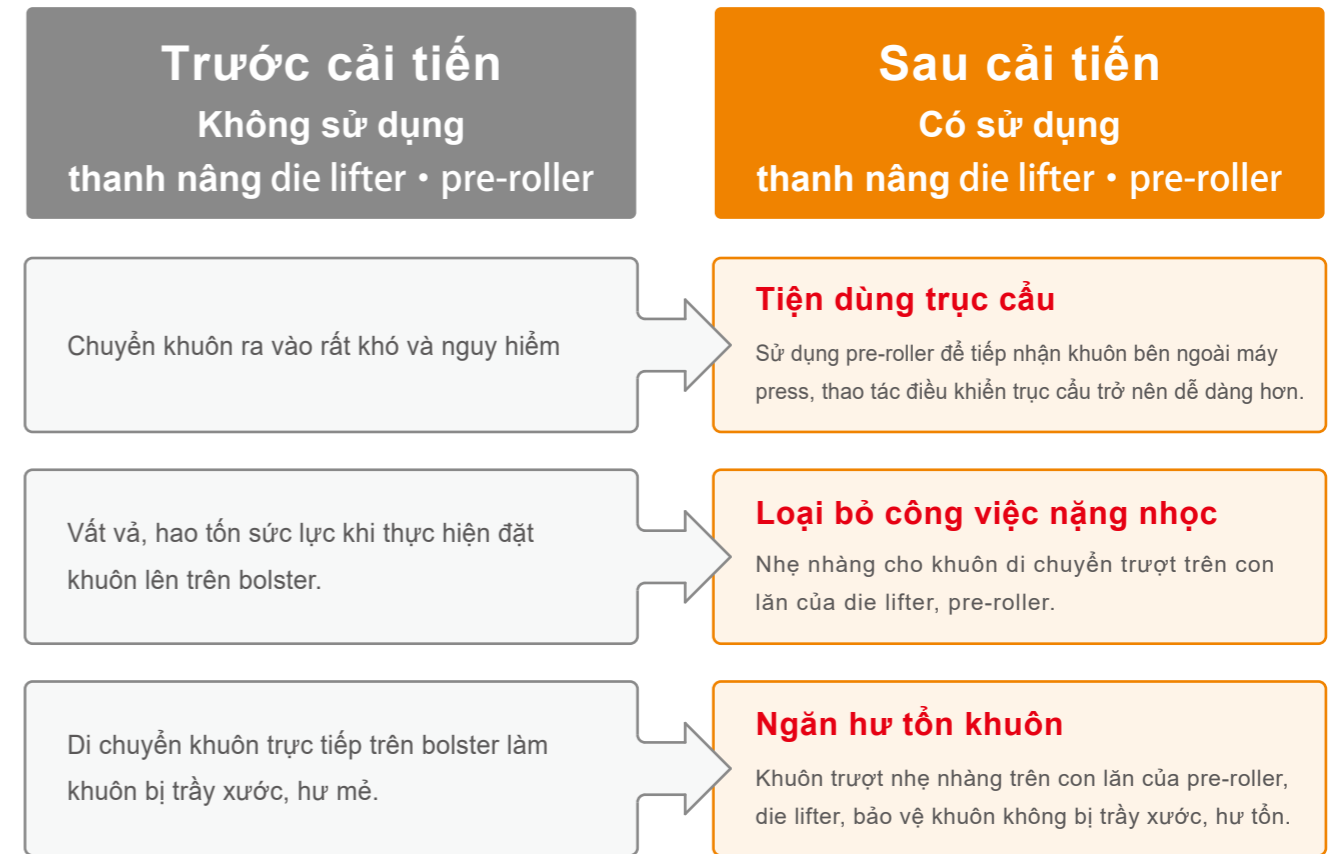 Trước cải tiến
Không sử dụng
thanh nâng die lifter・pre-roller
Sau cải tiến
Có sử dụng
thanh nâng die lifter・pre-roller
Chuyển khuôn ra vào rất khó và nguy hiểm
Tiện dùng trục cẩu
Sử dụng pre-roller để tiếp nhận khuôn bên ngoài máy
press, thao tác điều khiển trục cẩu trở nên dễ dàng hơn.
Vất vả, hao tốn sức lực khi thực hiện đặt
khuôn lên trên bolster.
Loại bỏ công việc nặng nhọc
Nhẹ nhàng cho khuôn di chuyển trượt trên con
lăn của die lifter, pre-roller.
Di chuyển khuôn trực tiếp trên bolster làm
khuôn bị trầy xước, hư mẻ.
Ngăn hư tổn khuôn
Khuôn trượt nhẹ nhàng trên con lăn của pre-roller,
die lifter, bảo vệ khuôn không bị trầy xước, hư tổn.